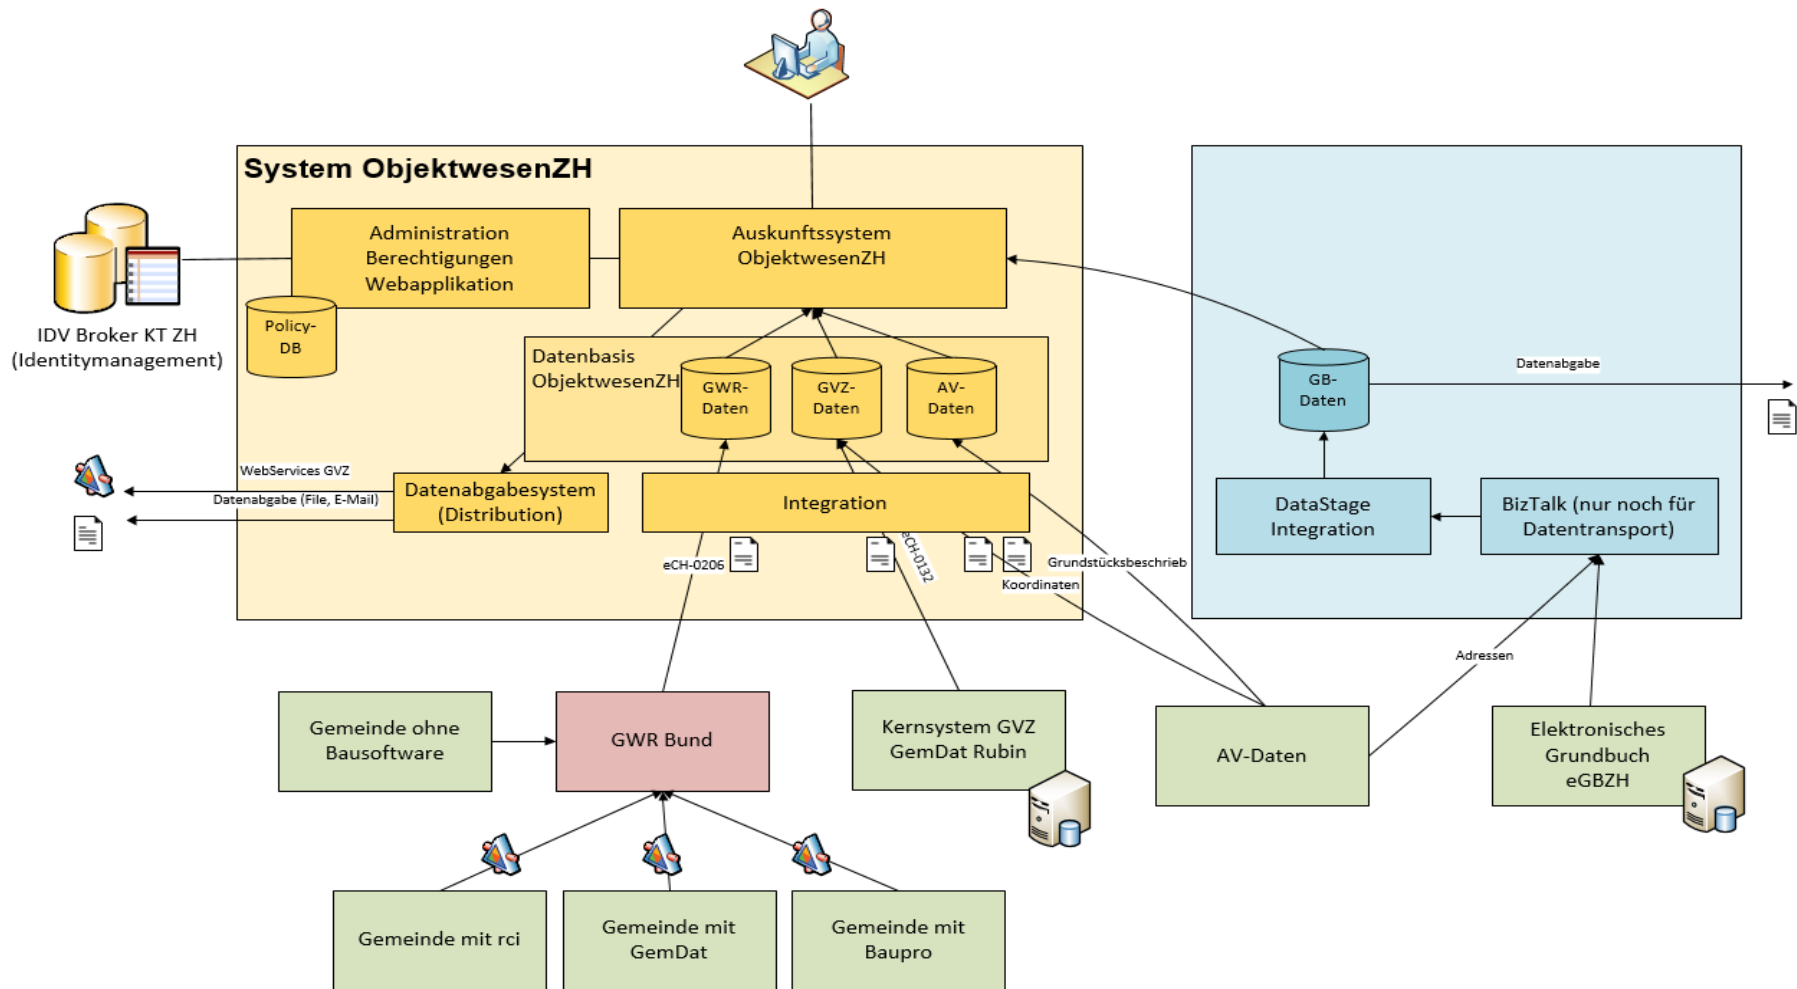 System ObjektwesenZH
Administration
Berechtigungen
Webapplikation
Auskunftssystem
ObjektwesenZH
IDV Broker KT ZH
(Identitymanagement)
Policy-
DB
Datenbasis
ObjektwesenZH
GWR-
Daten
GVZ-
Daten
AV-
Daten
GB-
Daten
Datenabgabe
WebServices GVZ
Datenabgabe (File, E-Mail)
Datenabgabesystem
(Distribution)
Integration
DataStage
Integration
BizTalk (nur noch für
Datentransport)
eCH-0206
eCH-0132
Grundstücksbeschrieb
Koordinaten
Adressen
Gemeinde ohne
Bausoftware
GWR Bund
Kernsystem GVZ
GemDat Rubin
AV-Daten
Elektronisches
Grundbuch
eGBZH
Gemeinde mit rci
Gemeinde mit
GemDat
Gemeinde mit
Baupro